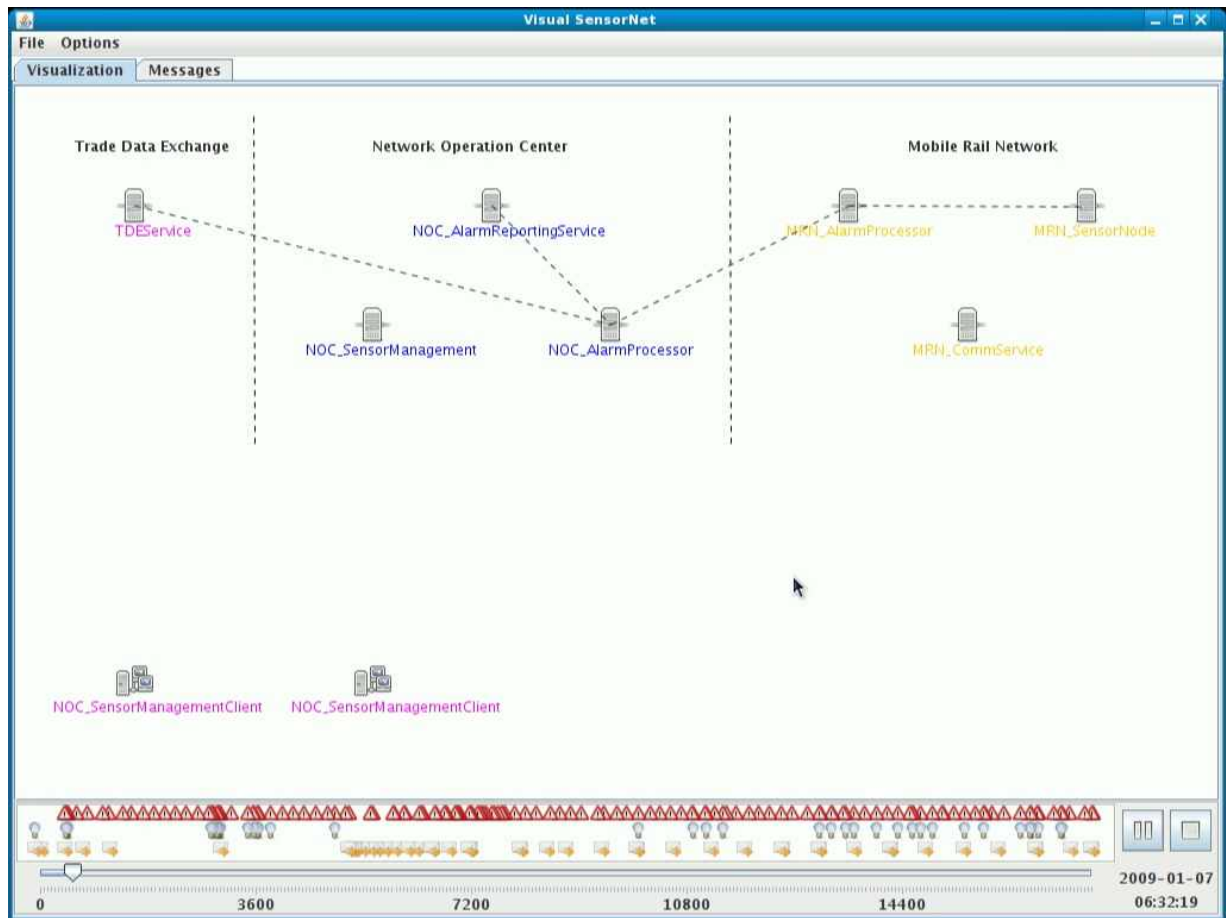 Visual SensorNet
File Options
Visualization Messages
Trade Data Exchange Network Operation Center Mobile Rail Network
TDEService NOC_AlarmReportingService MRN_AlarmProcessor MRN_SensorNode
NOC_SensorManagement NOC_AlarmProcessor MRN_CommService
NOC_SensorManagementClient NOC_SensorManagementClient
2009-01-07
0 3600 7200 10800 14400 06:32:19